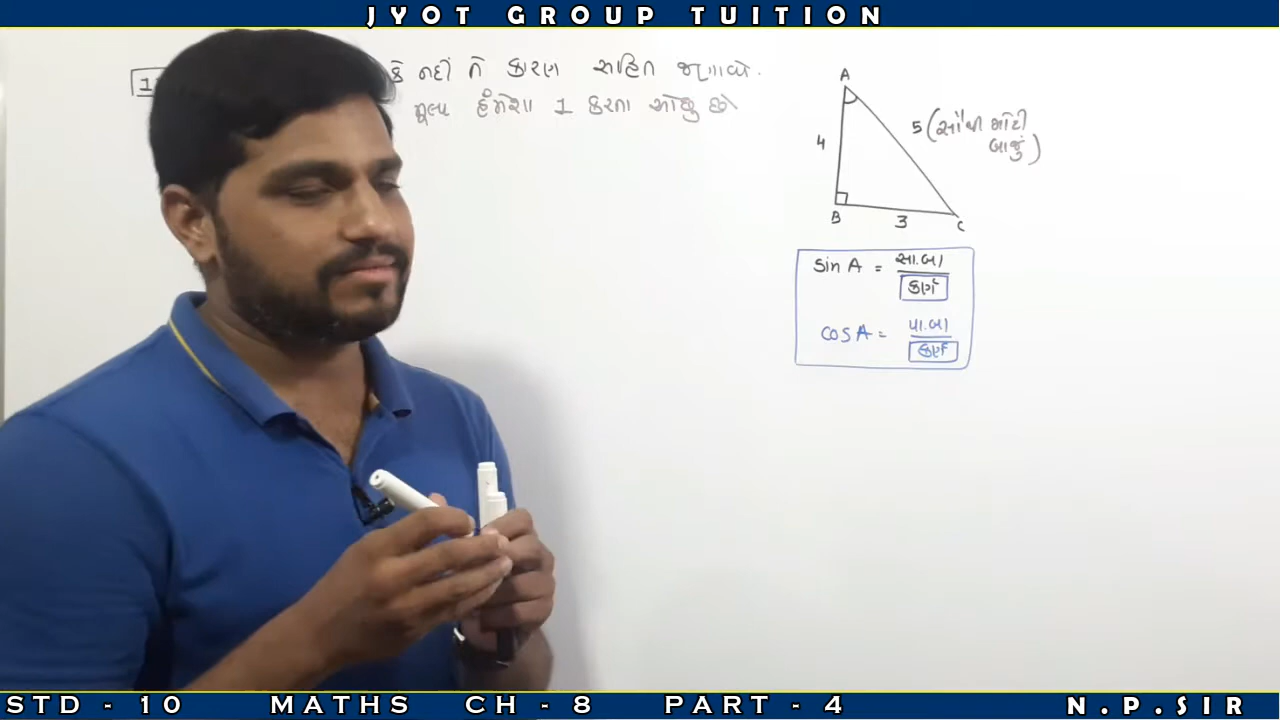 JYOT GROUP TUITION
1
કે નહીં તે કારણ સહિત જણાવો.
મૂલ્ય હંમેશા 1 કરતા ઓછું છે
A
4
5 (સૌથી મોટી
બાજું)
B
3
C
sin A = સા.બા
કર્ણ
cos A = પા.બા
કર્ણ
STD - 10 MATHS CH - 8 PART - 4 N.P.SIR